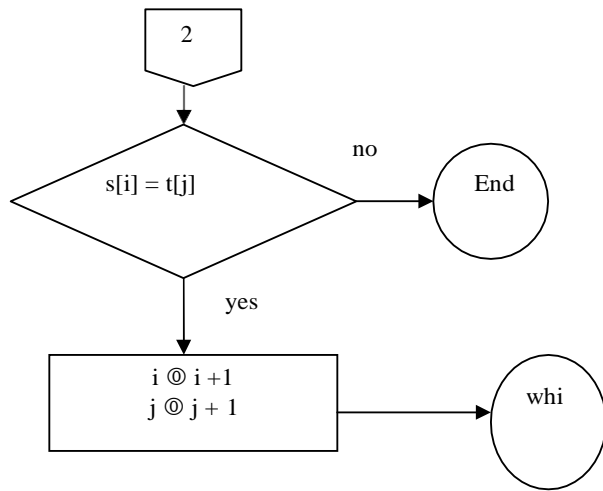 2
s[i] = t[j]
no
End
yes
i ⓪ i +1
j ⓪ j + 1
whi